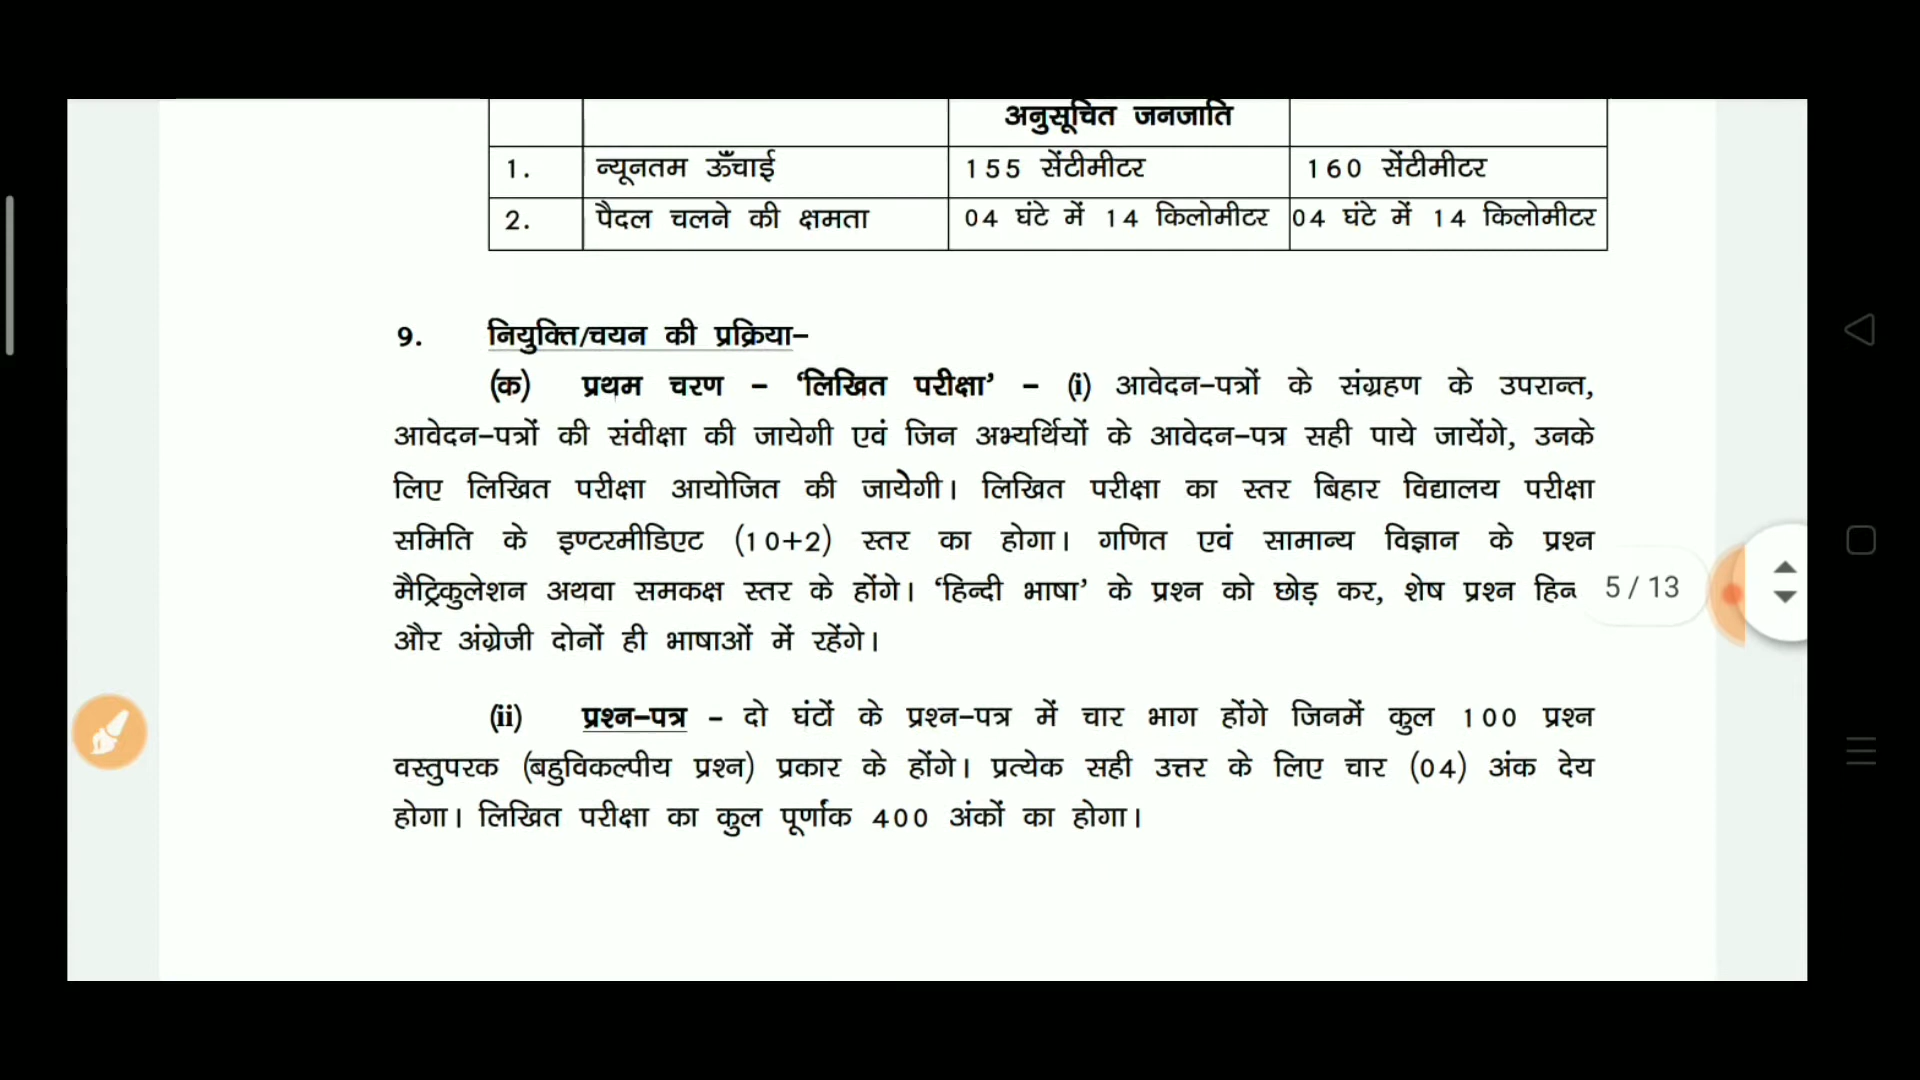 अनुसूचित जनजाति
1. न्यूनतम ऊँचाई 155 सेंटीमीटर 160 सेंटीमीटर
2. पैदल चलने की क्षमता 04 घंटे में 14 किलोमीटर 04 घंटे में 14 किलोमीटर
9. नियुक्ति/चयन की प्रक्रिया–
(क) प्रथम चरण – ‘लिखित परीक्षा’ – (i) आवेदन–पत्रों के संग्रहण के उपरान्त,
आवेदन–पत्रों की संवीक्षा की जायेगी एवं जिन अभ्यर्थियों के आवेदन–पत्र सही पाये जायेंगे, उनके
लिए लिखित परीक्षा आयोजित की जायेगी। लिखित परीक्षा का स्तर बिहार विद्यालय परीक्षा
समिति के इण्टरमीडिएट (10+2) स्तर का होगा। गणित एवं सामान्य विज्ञान के प्रश्न
मैट्रिकुलेशन अथवा समकक्ष स्तर के होंगे। ‘हिन्दी भाषा’ के प्रश्न को छोड़ कर, शेष प्रश्न हिन्
5 / 13
और अंग्रेजी दोनों ही भाषाओं में रहेंगे।
(ii) प्रश्न–पत्र – दो घंटों के प्रश्न–पत्र में चार भाग होंगे जिनमें कुल 100 प्रश्न
वस्तुपरक (बहुविकल्पीय प्रश्न) प्रकार के होंगे। प्रत्येक सही उत्तर के लिए चार (04) अंक देय
होगा। लिखित परीक्षा का कुल पूर्णांक 400 अंकों का होगा।